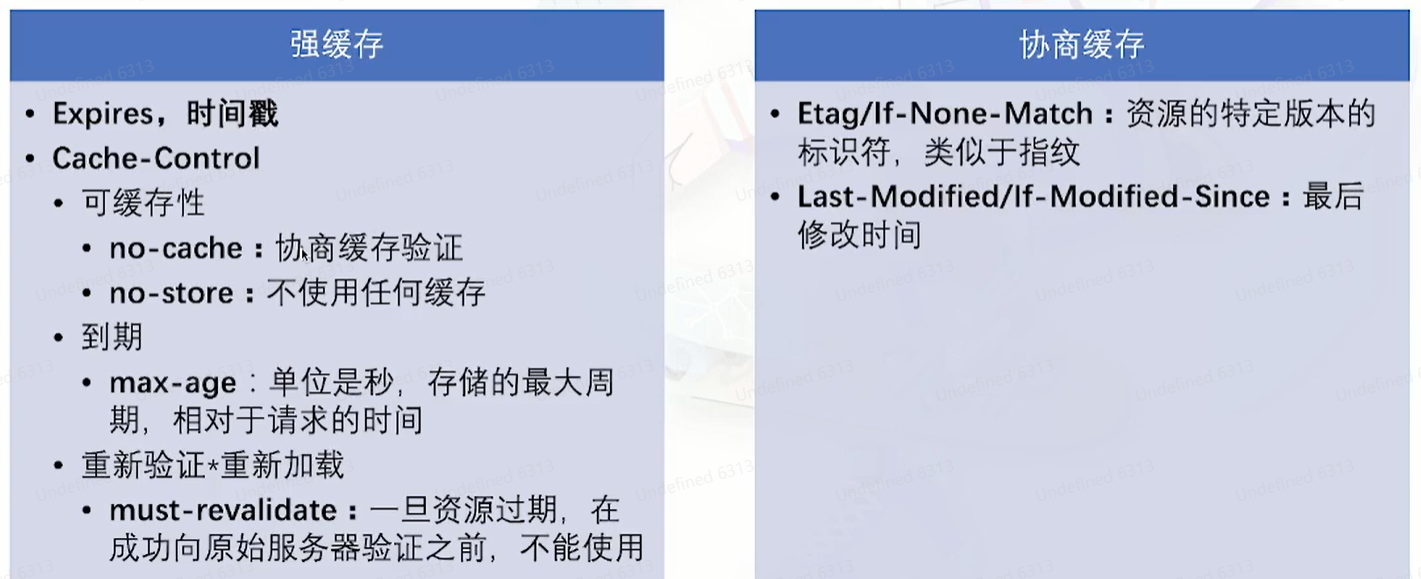 强缓存
• Expires，时间戳
• Cache-Control
• 可缓存性
• no-cache：协商缓存验证
• no-store：不使用任何缓存
• 到期
• max-age：单位是秒，存储的最大周
期，相对于请求的时间
• 重新验证*重新加载
• must-revalidate：一旦资源过期，在
成功向原始服务器验证之前，不能使用
协商缓存
• Etag/If-None-Match：资源的特定版本的
标识符，类似于指纹
• Last-Modified/If-Modified-Since：最后
修改时间
Undefined 6313